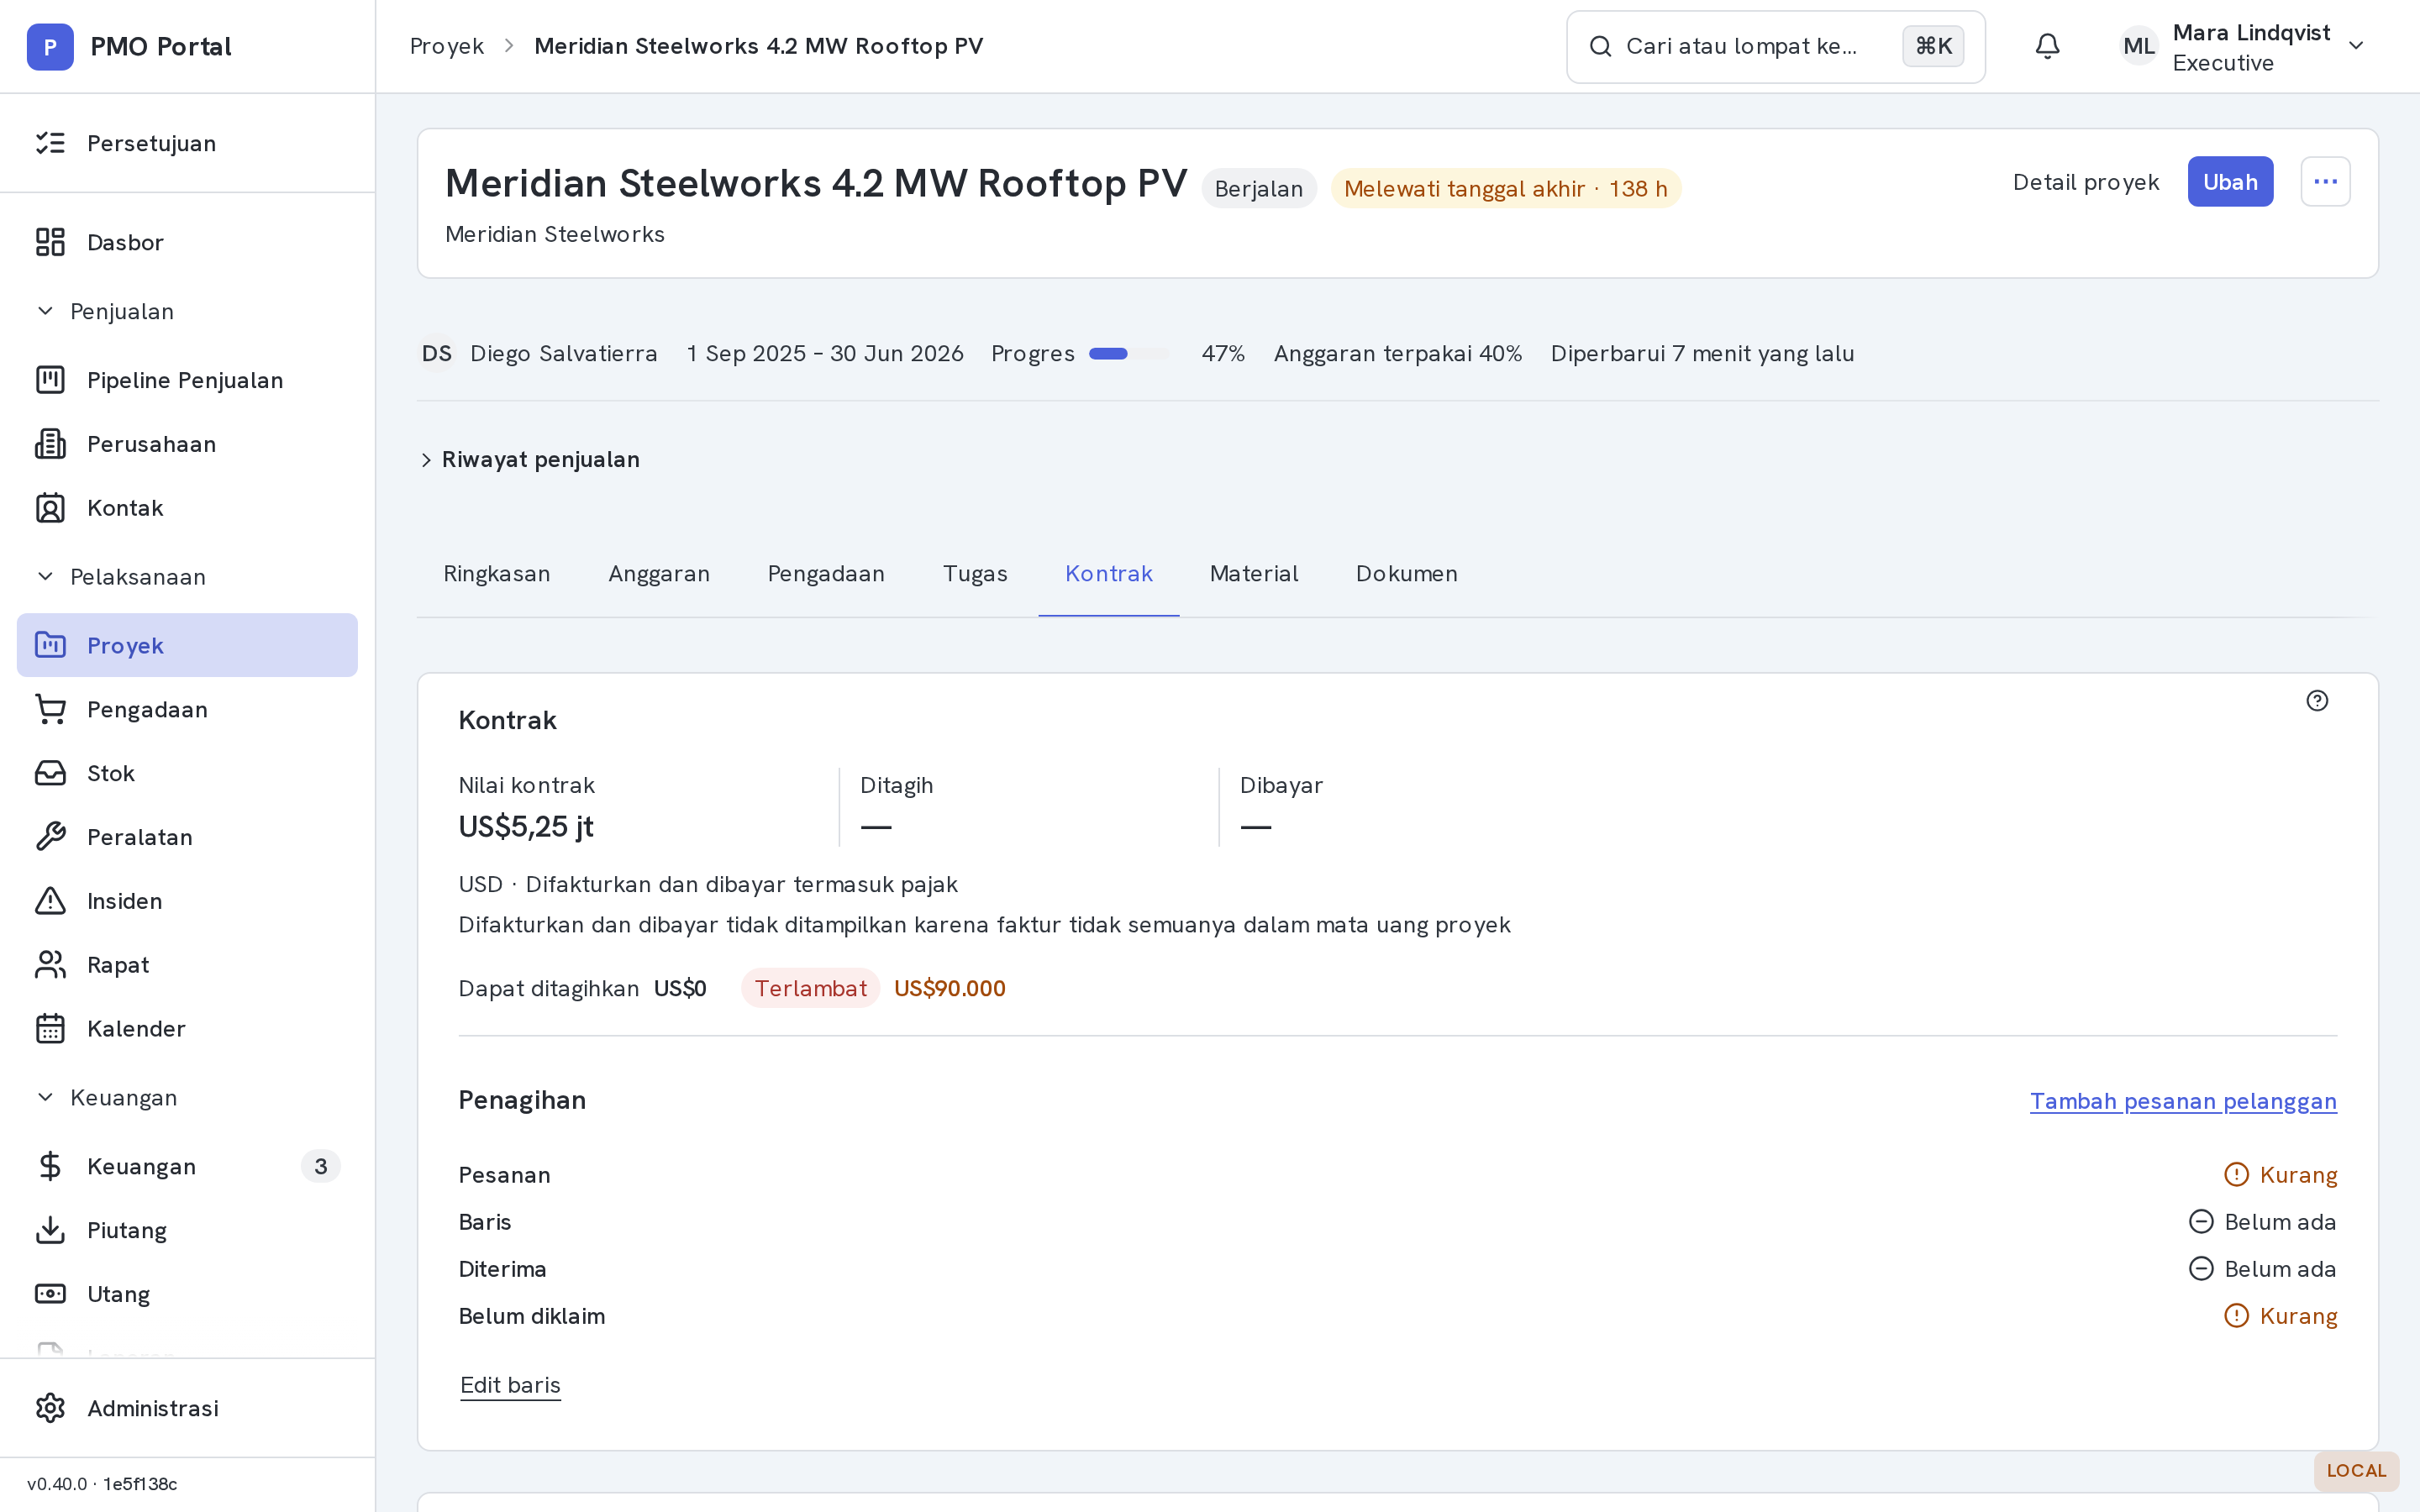 P PMO Portal
Proyek > Meridian Steelworks 4.2 MW Rooftop PV
Cari atau lompat ke... ⌘K
ML Mara Lindqvist
Executive
Persetujuan
Dasbor
Penjualan
Pipeline Penjualan
Perusahaan
Kontak
Pelaksanaan
Proyek
Pengadaan
Stok
Peralatan
Insiden
Rapat
Kalender
Keuangan
Keuangan 3
Piutang
Utang
Administrasi
v0.40.0 · 1e5f138c
Meridian Steelworks 4.2 MW Rooftop PV Berjalan Melewati tanggal akhir · 138 h
Detail proyek Ubah ...
Meridian Steelworks
DS Diego Salvatierra 1 Sep 2025 – 30 Jun 2026 Progres 47% Anggaran terpakai 40% Diperbarui 7 menit yang lalu
Riwayat penjualan
Ringkasan Anggaran Pengadaan Tugas Kontrak Material Dokumen
Kontrak
Nilai kontrak Ditagih Dibayar
US$5,25 jt — —
USD · Difakturkan dan dibayar termasuk pajak
Difakturkan dan dibayar tidak ditampilkan karena faktur tidak semuanya dalam mata uang proyek
Dapat ditagihkan US$0 Terlambat US$90.000
Penagihan Tambah pesanan pelanggan
Pesanan Kurang
Baris Belum ada
Diterima Belum ada
Belum diklaim Kurang
Edit baris
LOCAL